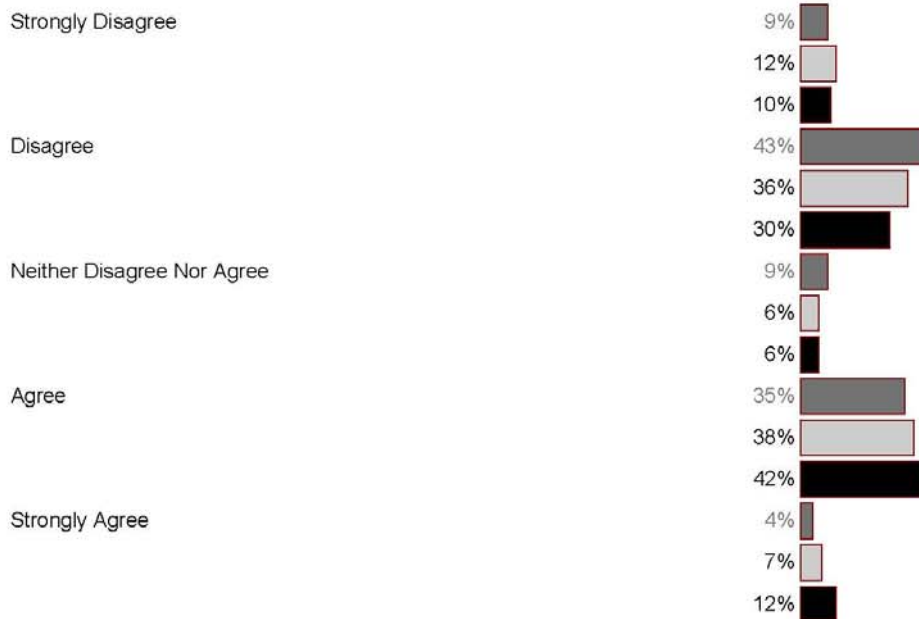 Strongly Disagree 9%
12%
10%
Disagree 43%
36%
30%
Neither Disagree Nor Agree 9%
6%
6%
Agree 35%
38%
42%
Strongly Agree 4%
7%
12%